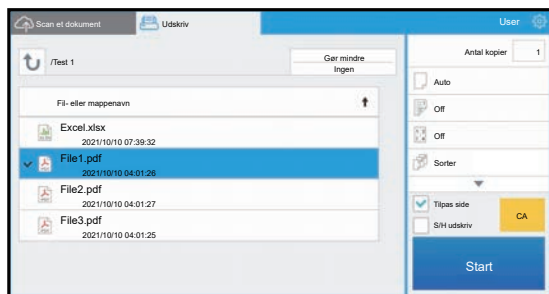 Scan et dokument
Udskriv
User
/Test 1
Gør mindre
Ingen
Antal kopier
1
Auto
Off
Off
Sorter
Fil- eller mappenavn
Excel.xlsx
2021/10/10 07:39:32
File1.pdf
2021/10/10 04:01:26
File2.pdf
2021/10/10 04:01:27
File3.pdf
2021/10/10 04:01:25
Tilpas side
S/H udskriv
CA
Start